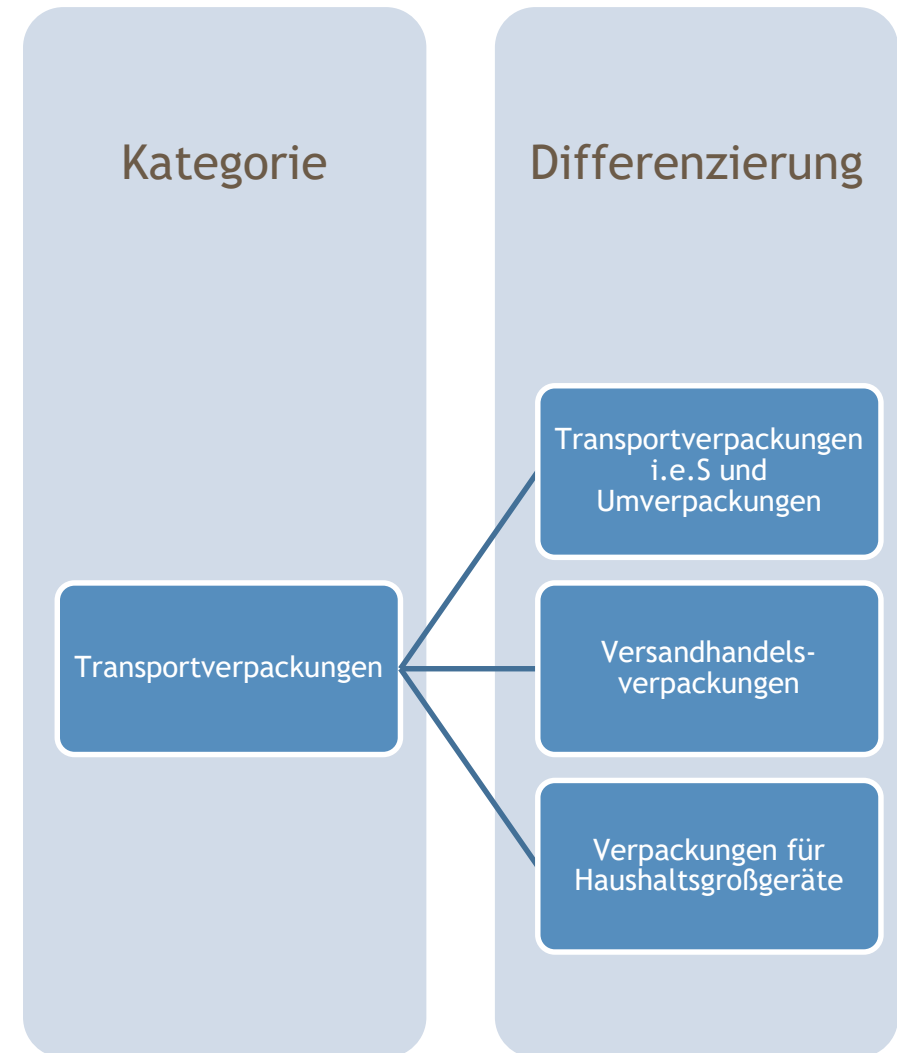 Kategorie
Differenzierung
Transportverpackungen
Transportverpackungen
i.e.S und
Umverpackungen
Versandhandels-
verpackungen
Verpackungen für
Haushaltsgroßgeräte